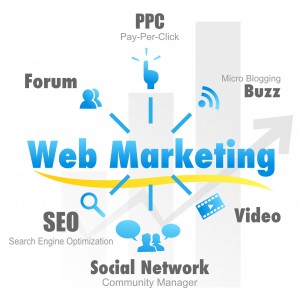 PPC
Pay-Per-Click
Forum
Micro Blogging
Buzz
Web Marketing
SEO
Search Engine Optimization
Video
Social Network
Community Manager